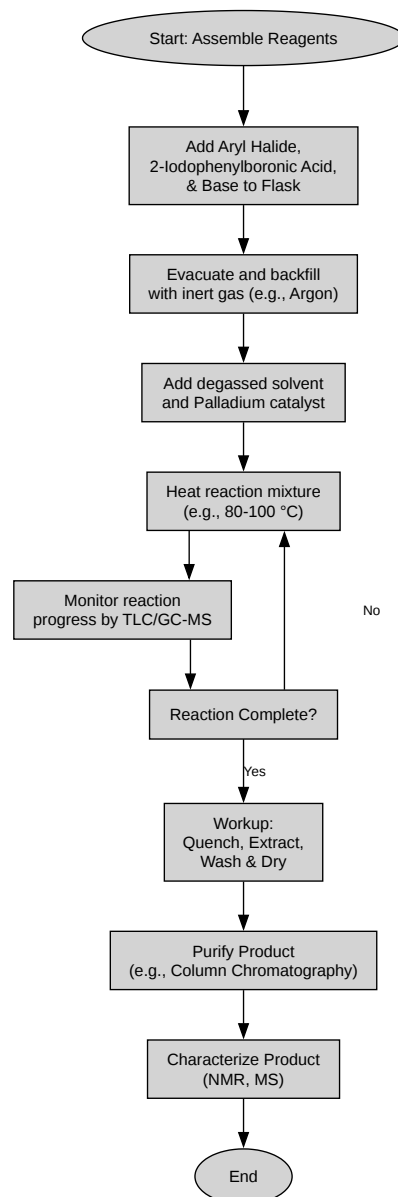 Start: Assemble Reagents
Add Aryl Halide,
2-Iodophenylboronic Acid,
& Base to Flask
Evacuate and backfill
with inert gas (e.g., Argon)
Add degassed solvent
and Palladium catalyst
Heat reaction mixture
(e.g., 80-100 °C)
Monitor reaction
progress by TLC/GC-MS
No
Reaction Complete?
Yes
Workup:
Quench, Extract,
Wash & Dry
Purify Product
(e.g., Column Chromatography)
Characterize Product
(NMR, MS)
End